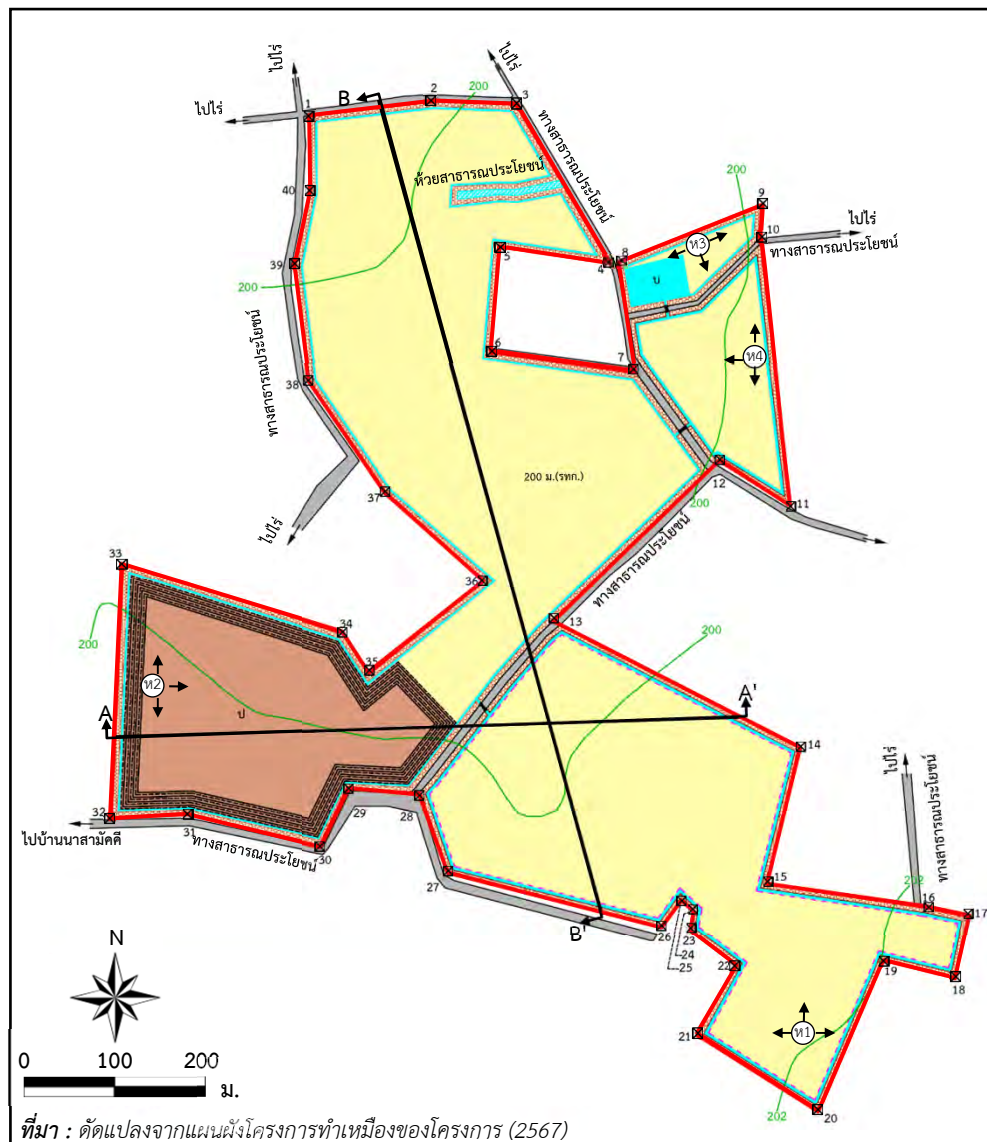 ไปไร่
ไปไร่
200
2
3
B
1
ไปไร่
ทางสาธารณประโยชน์
ห้วยสาธารณประโยชน์
40
200
9
10
ไปไร่
ทางสาธารณประโยชน์
ห3
5
4
8
39
บ
200
6
7
ห4
ทางสาธารณประโยชน์
38
200 ม.(รทก.)
12
37
200
11
ไปไร่
ทางสาธารณประโยชน์
33
36
13
34
200
200
35
ห2
A'
ป
A
14
ไปไร่
ทางสาธารณประโยชน์
29
28
32
31
ไปบ้านนาสามัคคี
ทางสาธารณประโยชน์
30
27
15
202
16
17
B'
26
23
24
25
22
19
18
N
21
ห1
0 100 200
ม.
202
20
ที่มา : ดัดแปลงจากแผนผังโครงการทำเหมืองของโครงการ (2567)